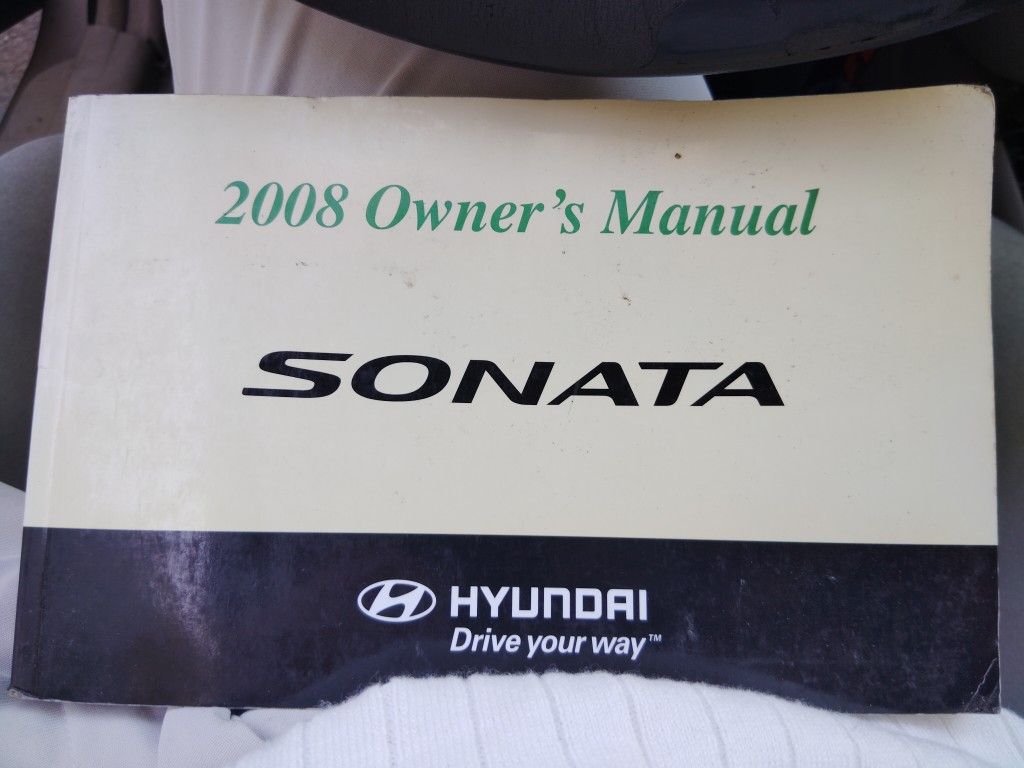 2008 Owner's Manual
SONATA
HYUNDAI
Drive your way™